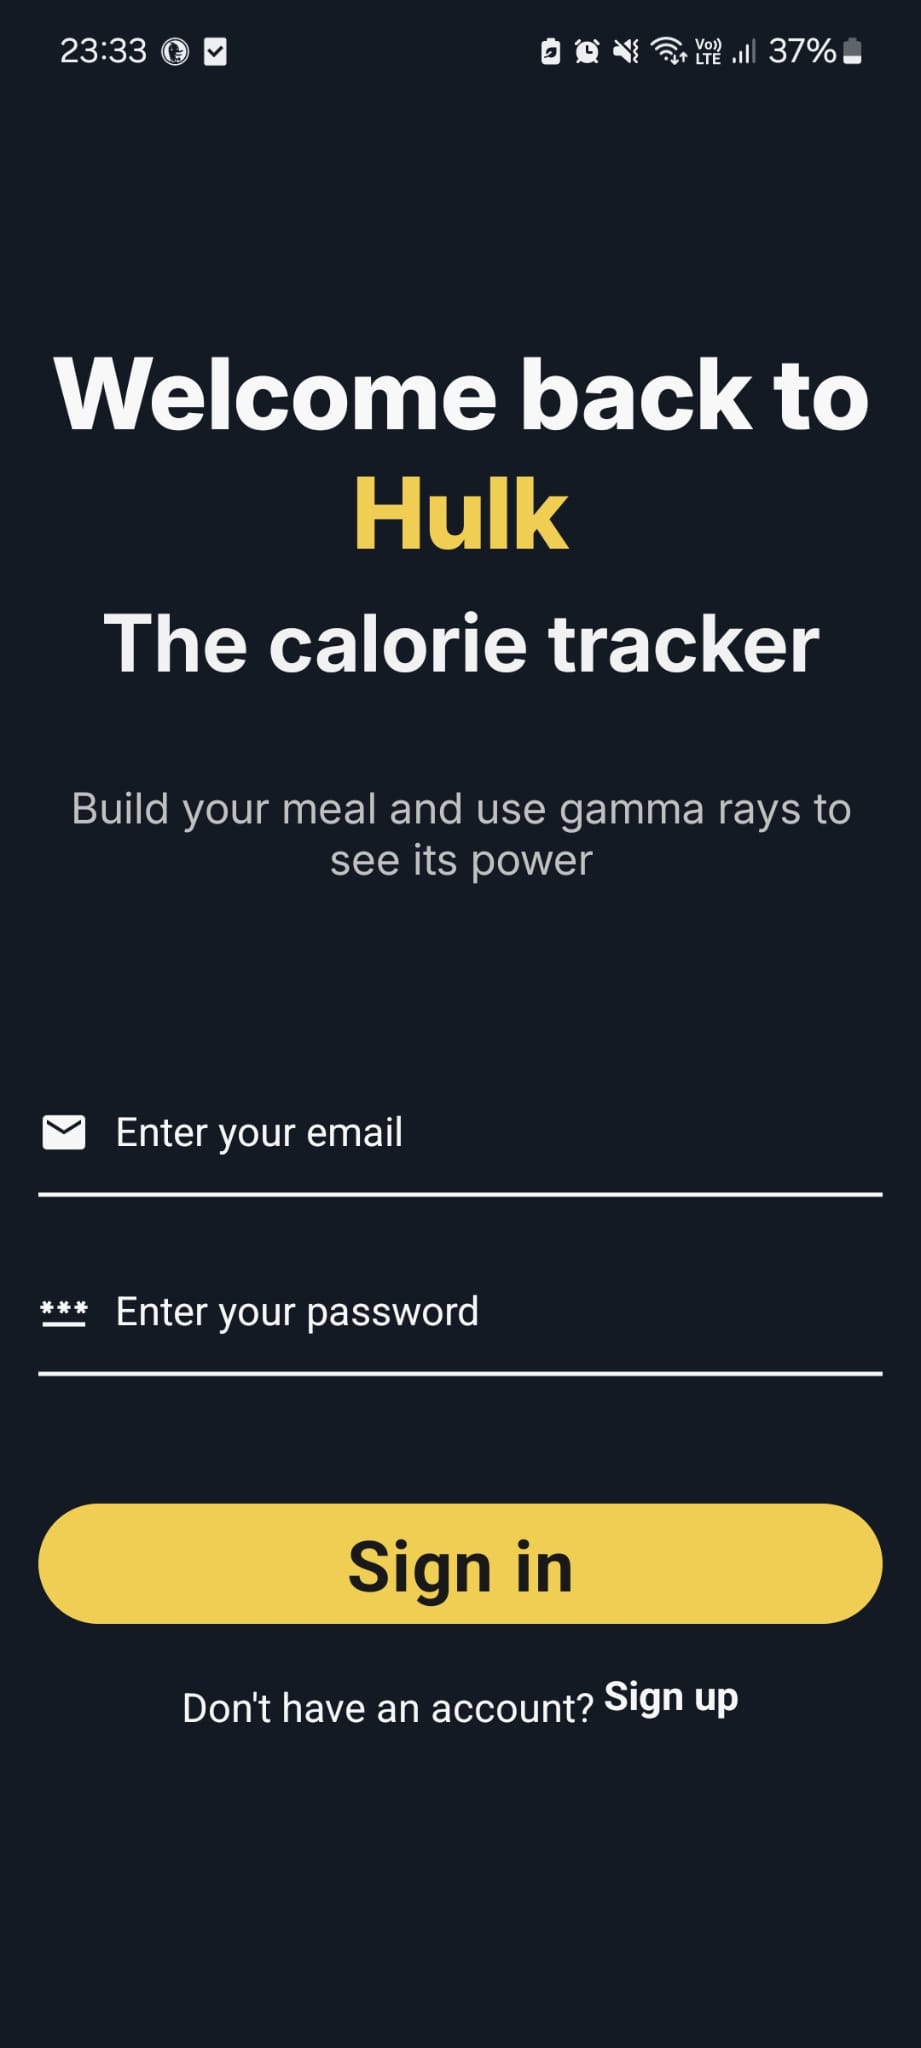 23:33
Vo))
LTE
37%
Welcome back to
Hulk
The calorie tracker
Build your meal and use gamma rays to
see its power
Enter your email
*** Enter your password
Sign in
Don't have an account? Sign up